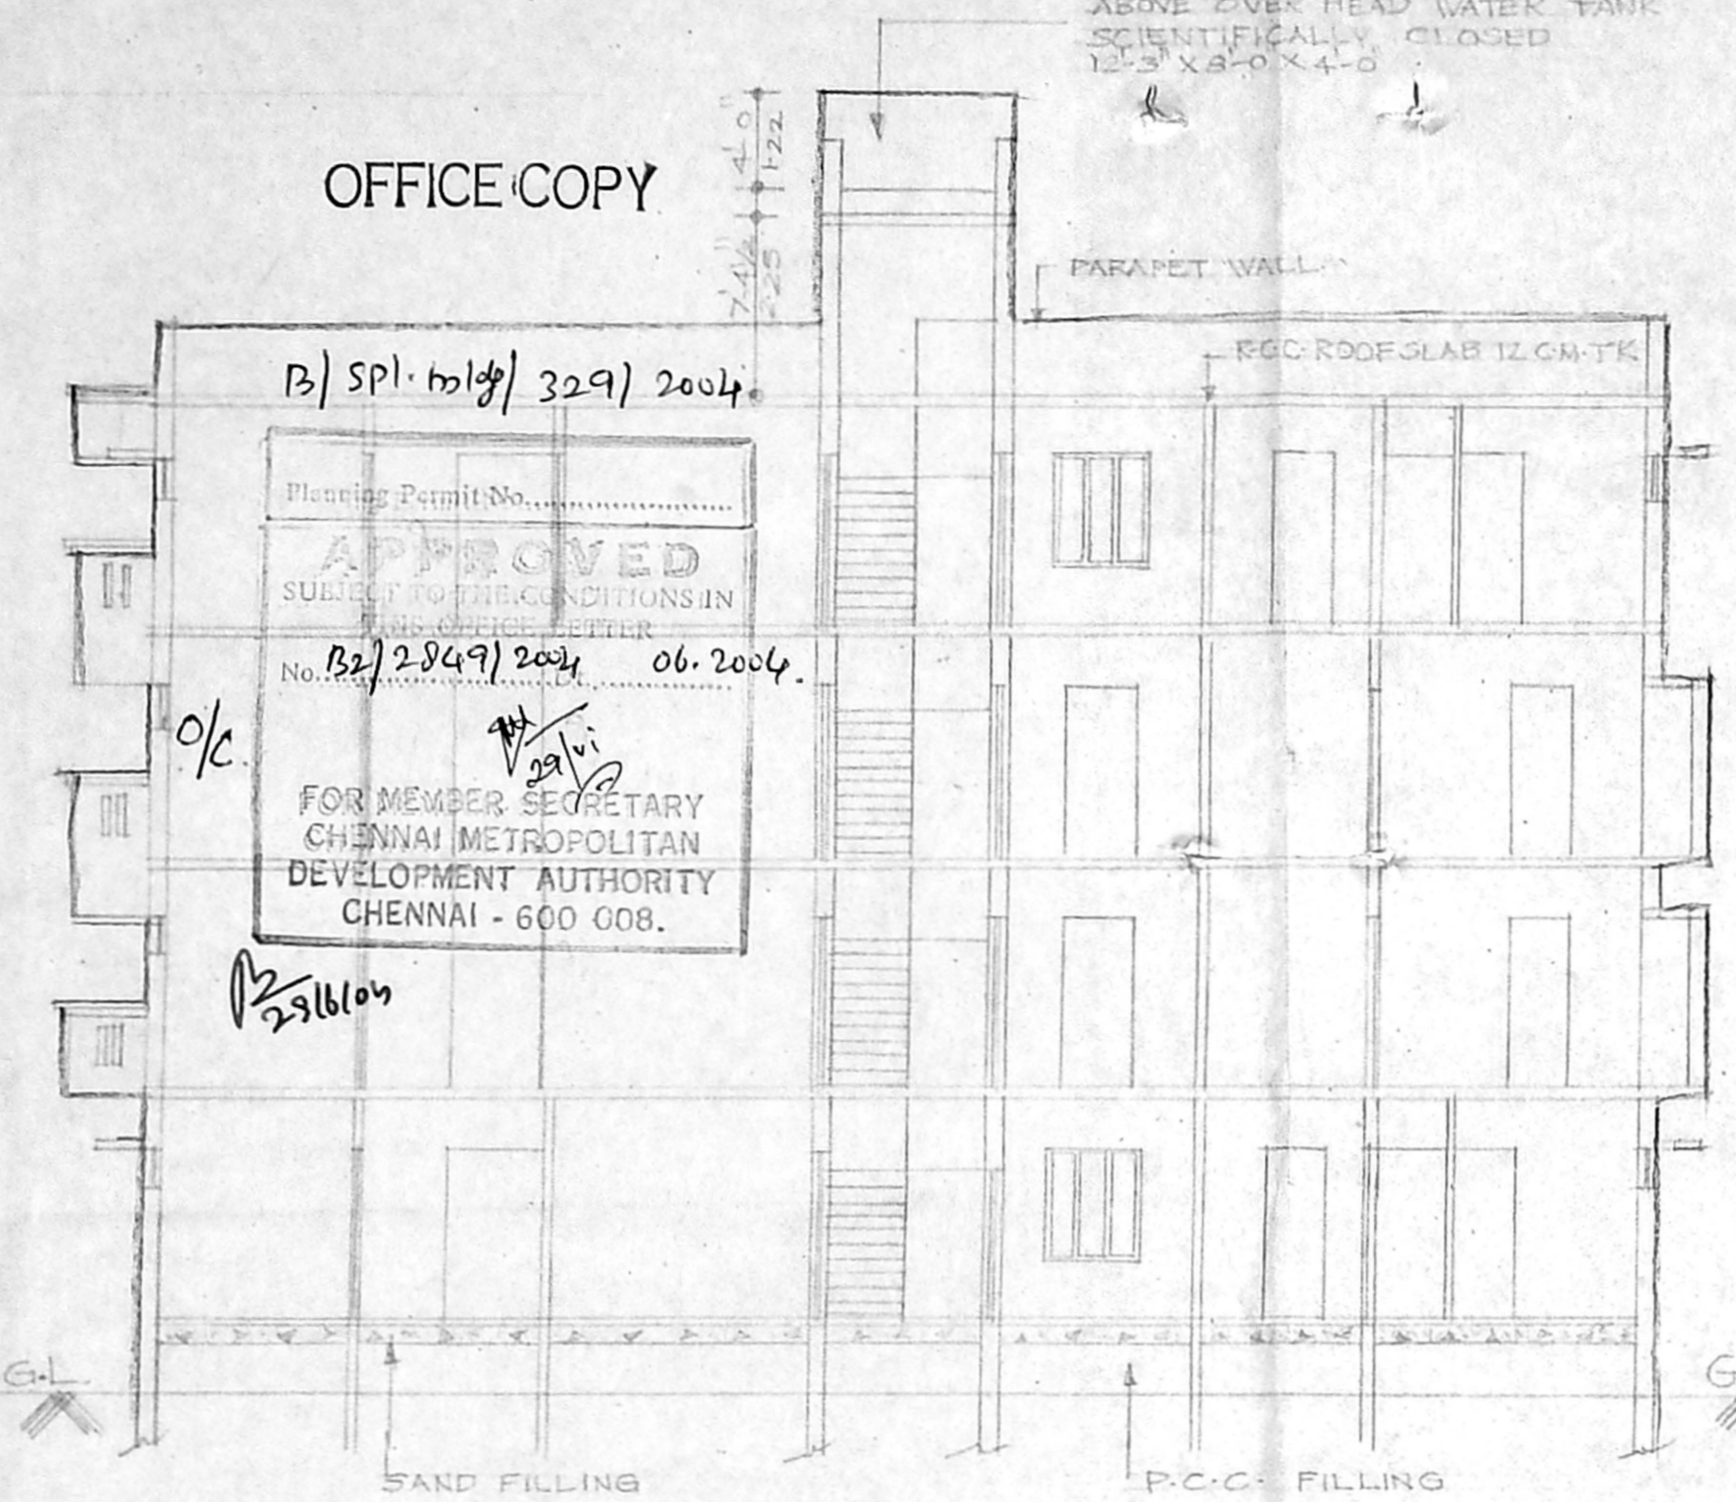 ABOVE OVER HEAD WATER TANK
SCIENTIFICALLY CLOSED
12'-3" X 8'-0 X 4'-0
4'-0"
1.22
OFFICE COPY
7'-4½"
2.25
PARAPET WALL
R.C.C. ROOF SLAB 12 C.M. TK
B/ Spl. bldg/ 329/ 2004
Planning Permit No.
APPROVED
SUBJECT TO THE CONDITIONS IN
THIS OFFICE LETTER
No. B2/2849/2004 Dt. 06.2004.
O/C.
29/vi
FOR MEMBER SECRETARY
CHENNAI METROPOLITAN
DEVELOPMENT AUTHORITY
CHENNAI - 600 008.
29/6/04
G.L
G
SAND FILLING
P.C.C. FILLING